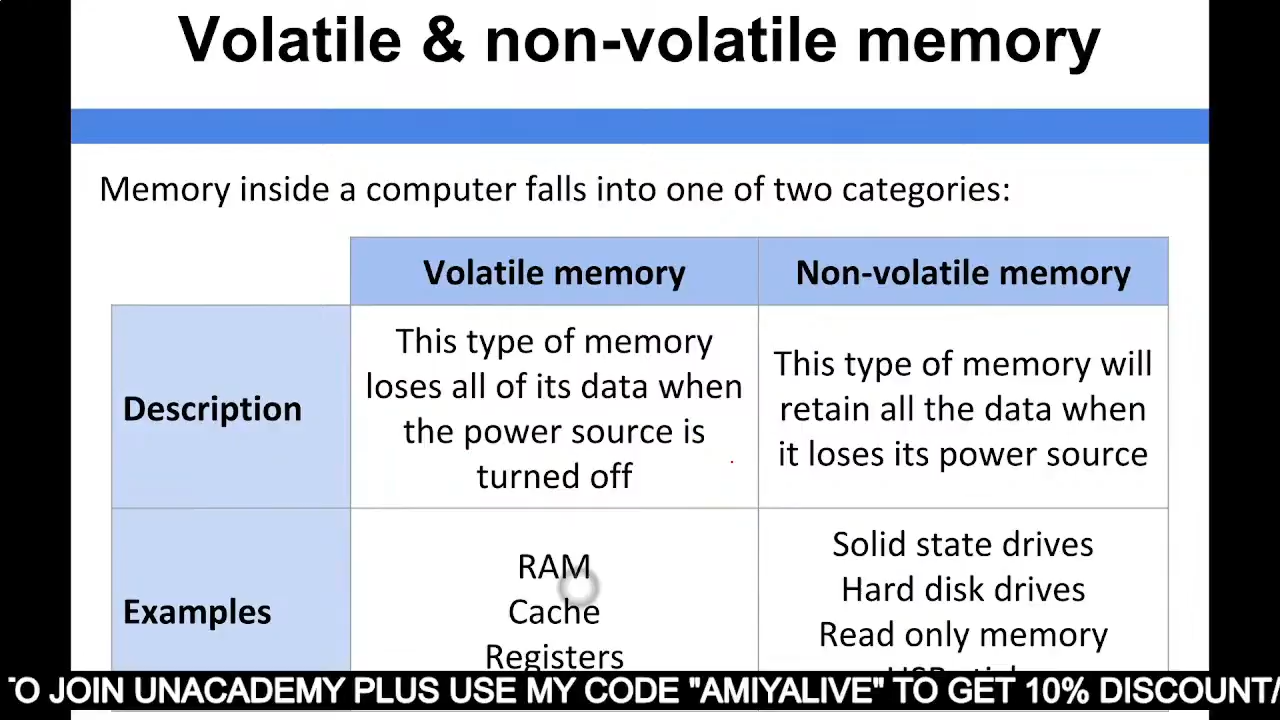 Volatile & non-volatile memory
Memory inside a computer falls into one of two categories:
Volatile memory
Non-volatile memory
Description
This type of memory
loses all of its data when
the power source is
turned off
This type of memory will
retain all the data when
it loses its power source
Examples
RAM
Cache
Registers
Solid state drives
Hard disk drives
Read only memory
TO JOIN UNACADEMY PLUS USE MY CODE "AMIYALIVE" TO GET 10% DISCOUNT/